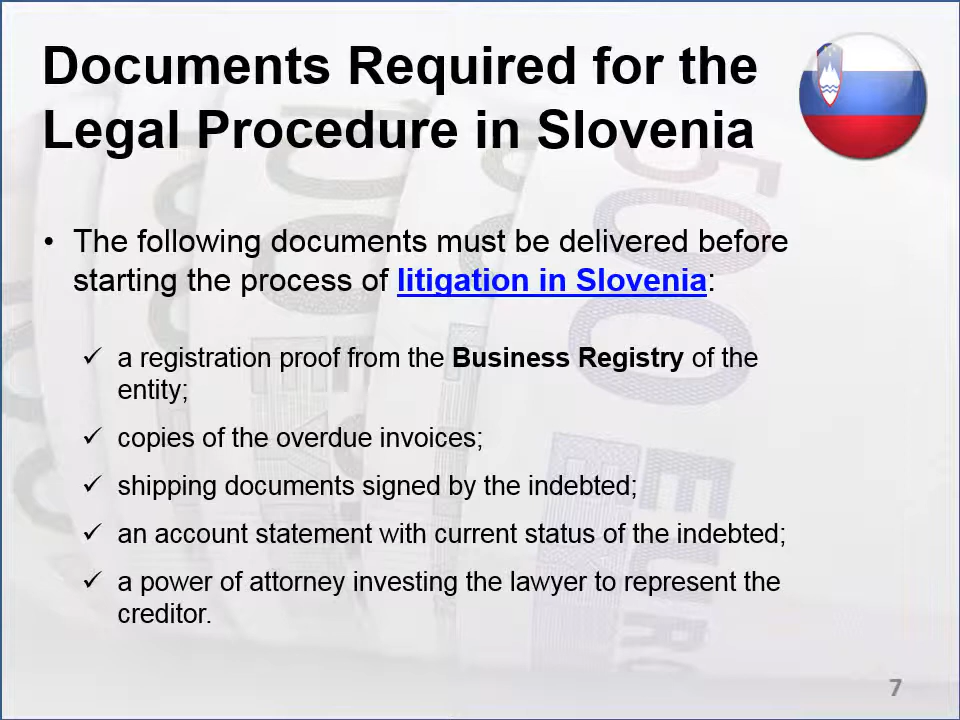 Documents Required for the
Legal Procedure in Slovenia
• The following documents must be delivered before
starting the process of litigation in Slovenia:
✓ a registration proof from the Business Registry of the
entity;
✓ copies of the overdue invoices;
✓ shipping documents signed by the indebted;
✓ an account statement with current status of the indebted;
✓ a power of attorney investing the lawyer to represent the
creditor.
500 EURO
7